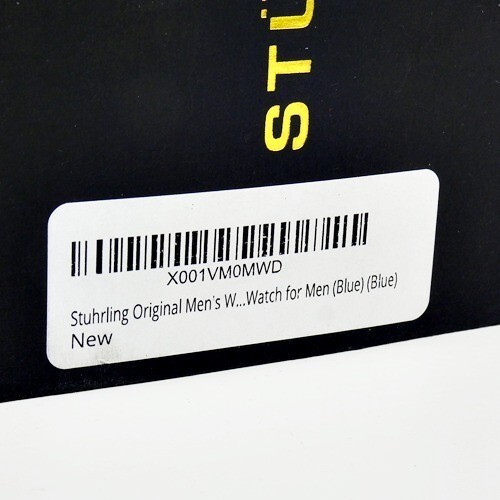 STÜ
X001VM0MWD
Stuhrling Original Men's W...Watch for Men (Blue) (Blue)
New